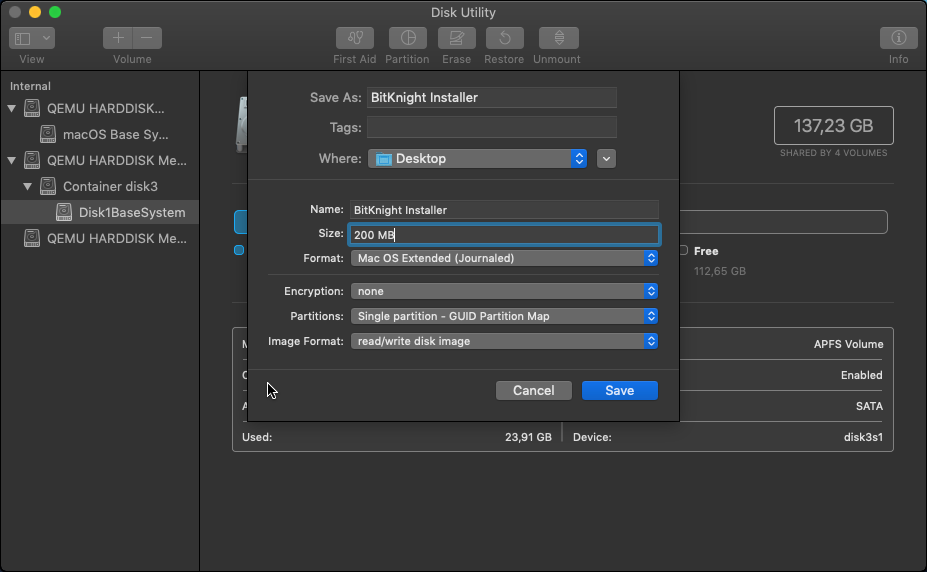 Disk Utility
View
Volume
First Aid
Partition
Erase
Restore
Unmount
Info
Internal
QEMU HARDDISK...
macOS Base Sy...
QEMU HARDDISK Me...
Container disk3
Disk1BaseSystem
QEMU HARDDISK Me...
Save As: BitKnight Installer
Tags:
Where: Desktop
Name: BitKnight Installer
Size: 200 MB
Format: Mac OS Extended (Journaled)
Encryption: none
Partitions: Single partition - GUID Partition Map
Image Format: read/write disk image
Cancel
Save
137,23 GB
SHARED BY 4 VOLUMES
Free
112,65 GB
APFS Volume
Enabled
SATA
Used: 23,91 GB
Device: disk3s1